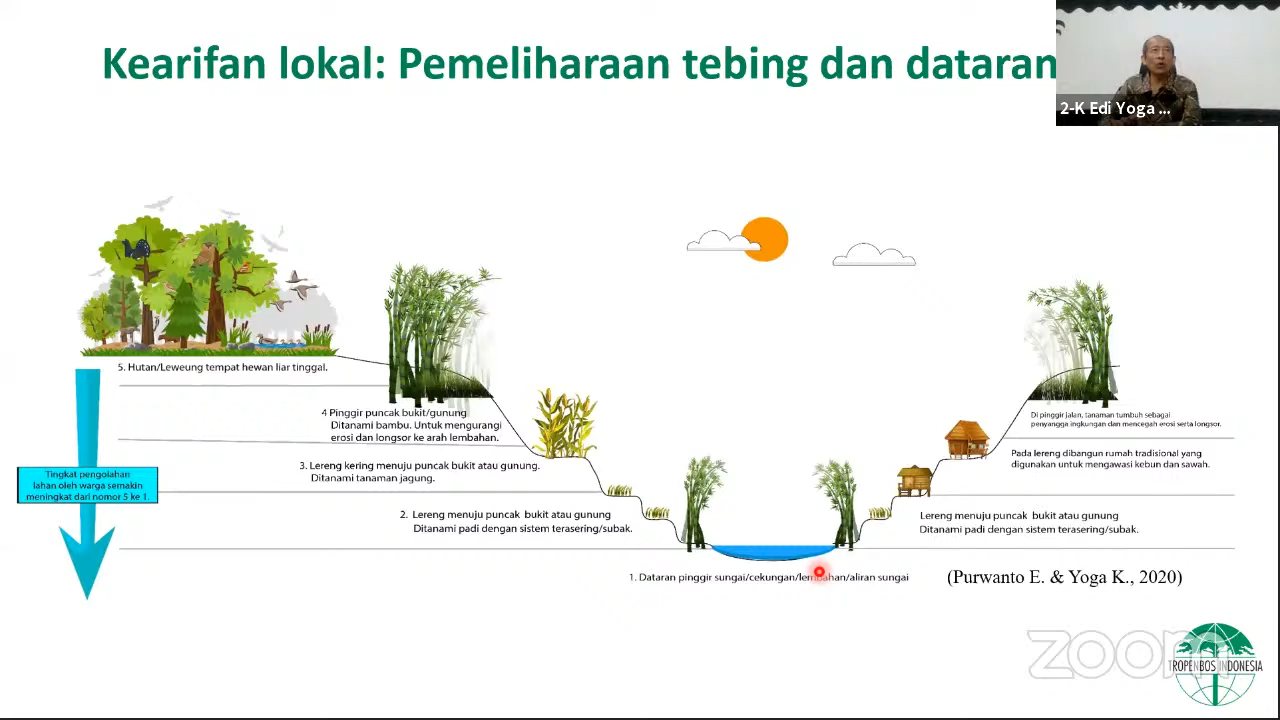 Kearifan lokal: Pemeliharaan tebing dan dataran
2-K Edi Yoga ...
5. Hutan/Leweung tempat hewan liar tinggal.
4 Pinggir puncak bukit/gunung
Ditanami bambu. Untuk mengurangi
erosi dan longsor ke arah lembahan.
Di pinggir jalan, tanaman tumbuh sebagai
penyangga ingkungan dan mencegah erosi serta longsor.
Tingkat pengolahan
lahan oleh warga semakin
meningkat dari nomor 5 ke 1.
3. Lereng kering menuju puncak bukit atau gunung.
Ditanami tanaman jagung.
Pada lereng dibangun rumah tradisional yang
digunakan untuk mengawasi kebun dan sawah.
2. Lereng menuju puncak bukit atau gunung
Ditanami padi dengan sistem terasering/subak.
Lereng menuju puncak bukit atau gunung
Ditanami padi dengan sistem terasering/subak.
1. Dataran pinggir sungai/cekungan/lembahan/aliran sungai
(Purwanto E. & Yoga K., 2020)
zoom
TROPENBOS INDONESIA